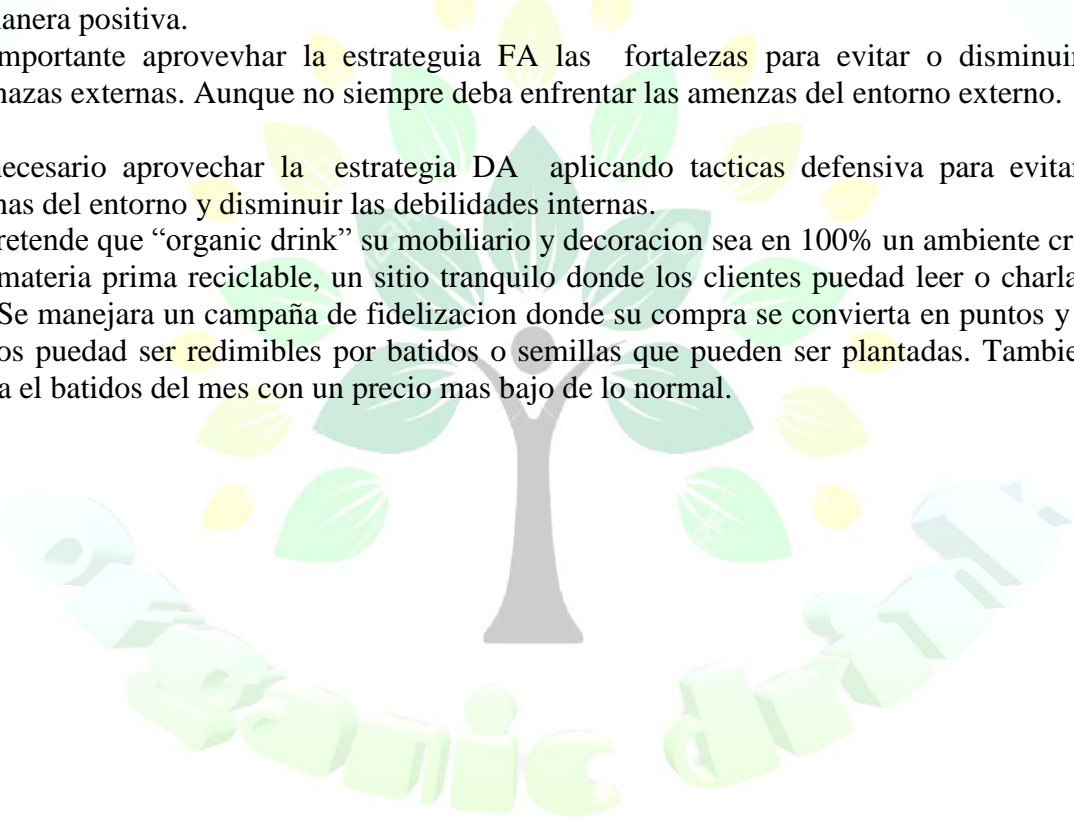 anera positiva.
mportante aprovevhar la estrateguia FA las fortalezas para evitar o disminuir
nazas externas. Aunque no siempre deba enfrentar las amenzas del entorno externo.
ecesario aprovechar la estrategia DA aplicando tacticas defensiva para evitar
nas del entorno y disminuir las debilidades internas.
retende que “organic drink” su mobiliario y decoracion sea en 100% un ambiente cr
materia prima reciclable, un sitio tranquilo donde los clientes puedad leer o charla
Se manejara un campaña de fidelizacion donde su compra se convierta en puntos y
os puedad ser redimibles por batidos o semillas que pueden ser plantadas. Tambie
a el batidos del mes con un precio mas bajo de lo normal.
organic drink